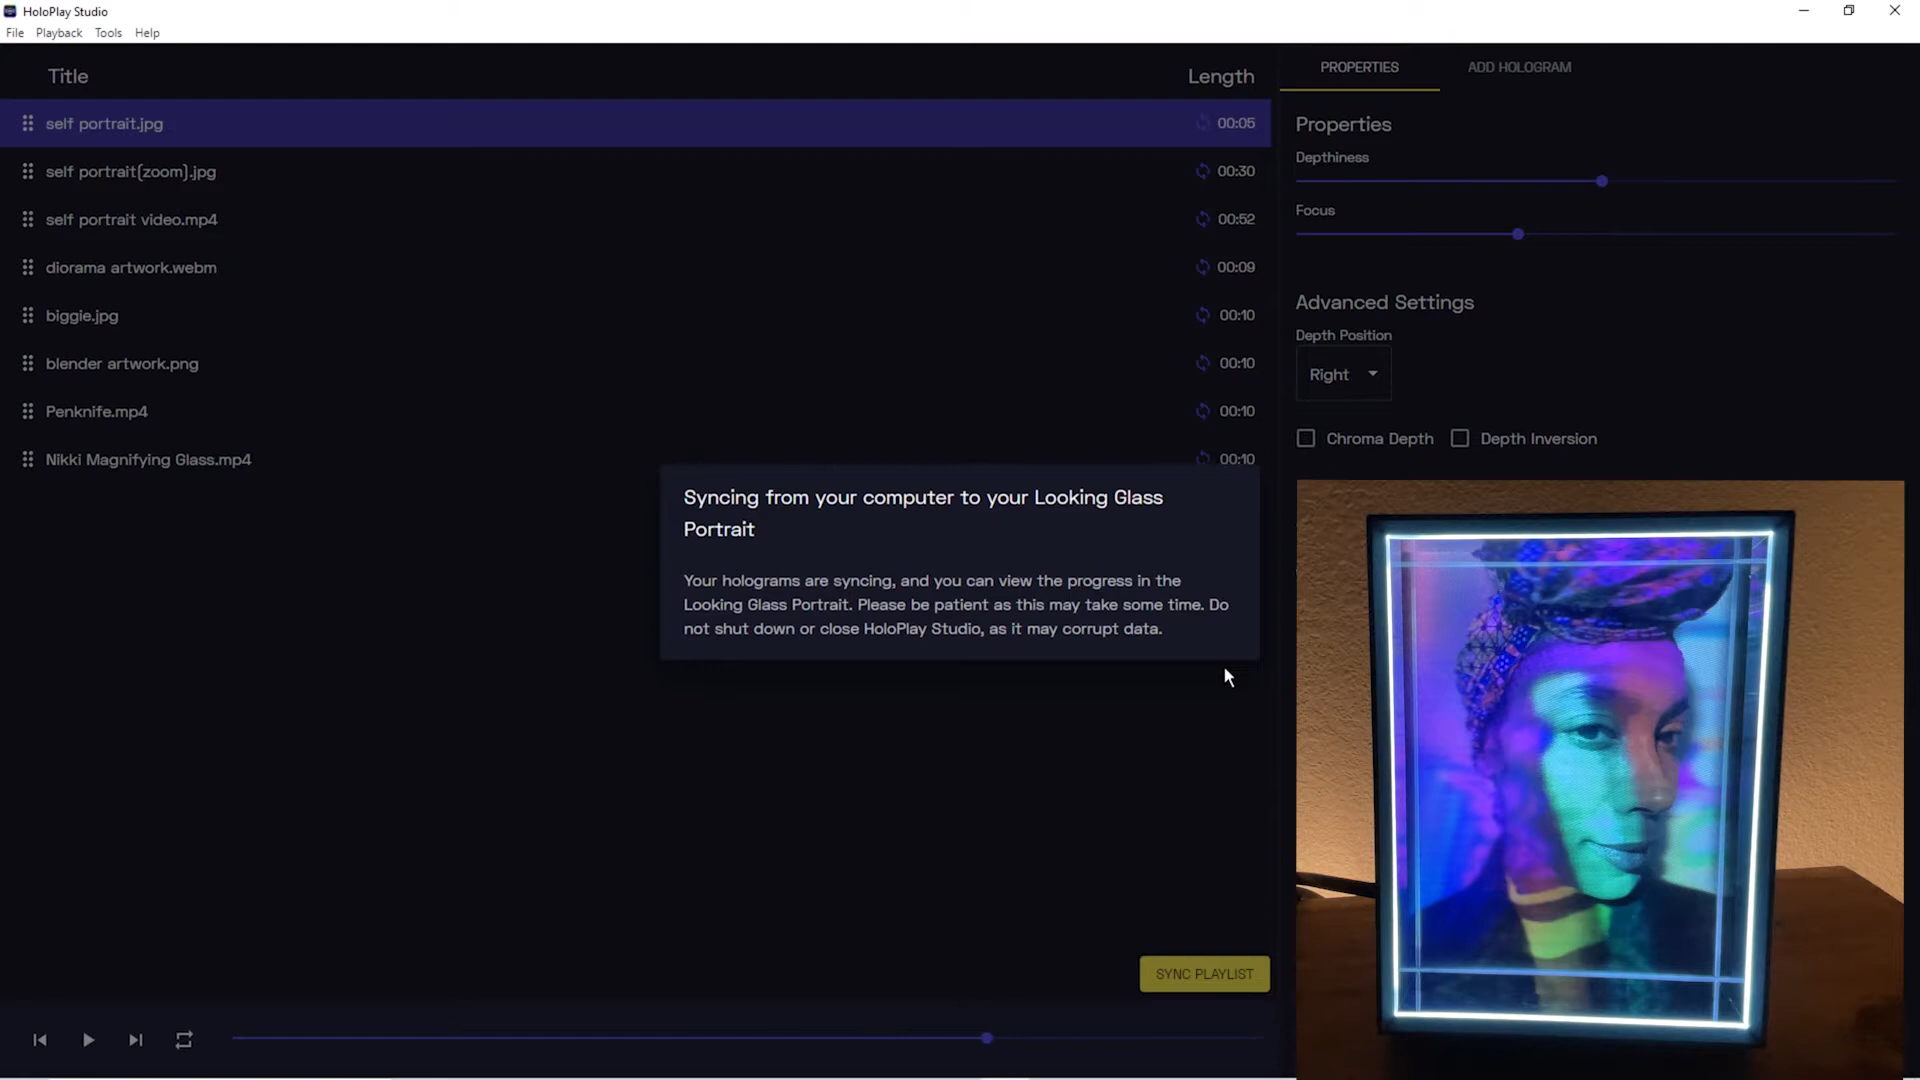 HoloPlay Studio
File Playback Tools Help
Title Length
PROPERTIES ADD HOLOGRAM
self portrait.jpg 00:05
self portrait(zoom).jpg 00:30
self portrait video.mp4 00:52
diorama artwork.webm 00:09
biggie.jpg 00:10
blender artwork.png 00:10
Penknife.mp4 00:10
Nikki Magnifying Glass.mp4 00:10
Properties
Depthiness
Focus
Advanced Settings
Depth Position
Right
Chroma Depth Depth Inversion
Syncing from your computer to your Looking Glass
Portrait
Your holograms are syncing, and you can view the progress in the
Looking Glass Portrait. Please be patient as this may take some time. Do
not shut down or close HoloPlay Studio, as it may corrupt data.
SYNC PLAYLIST